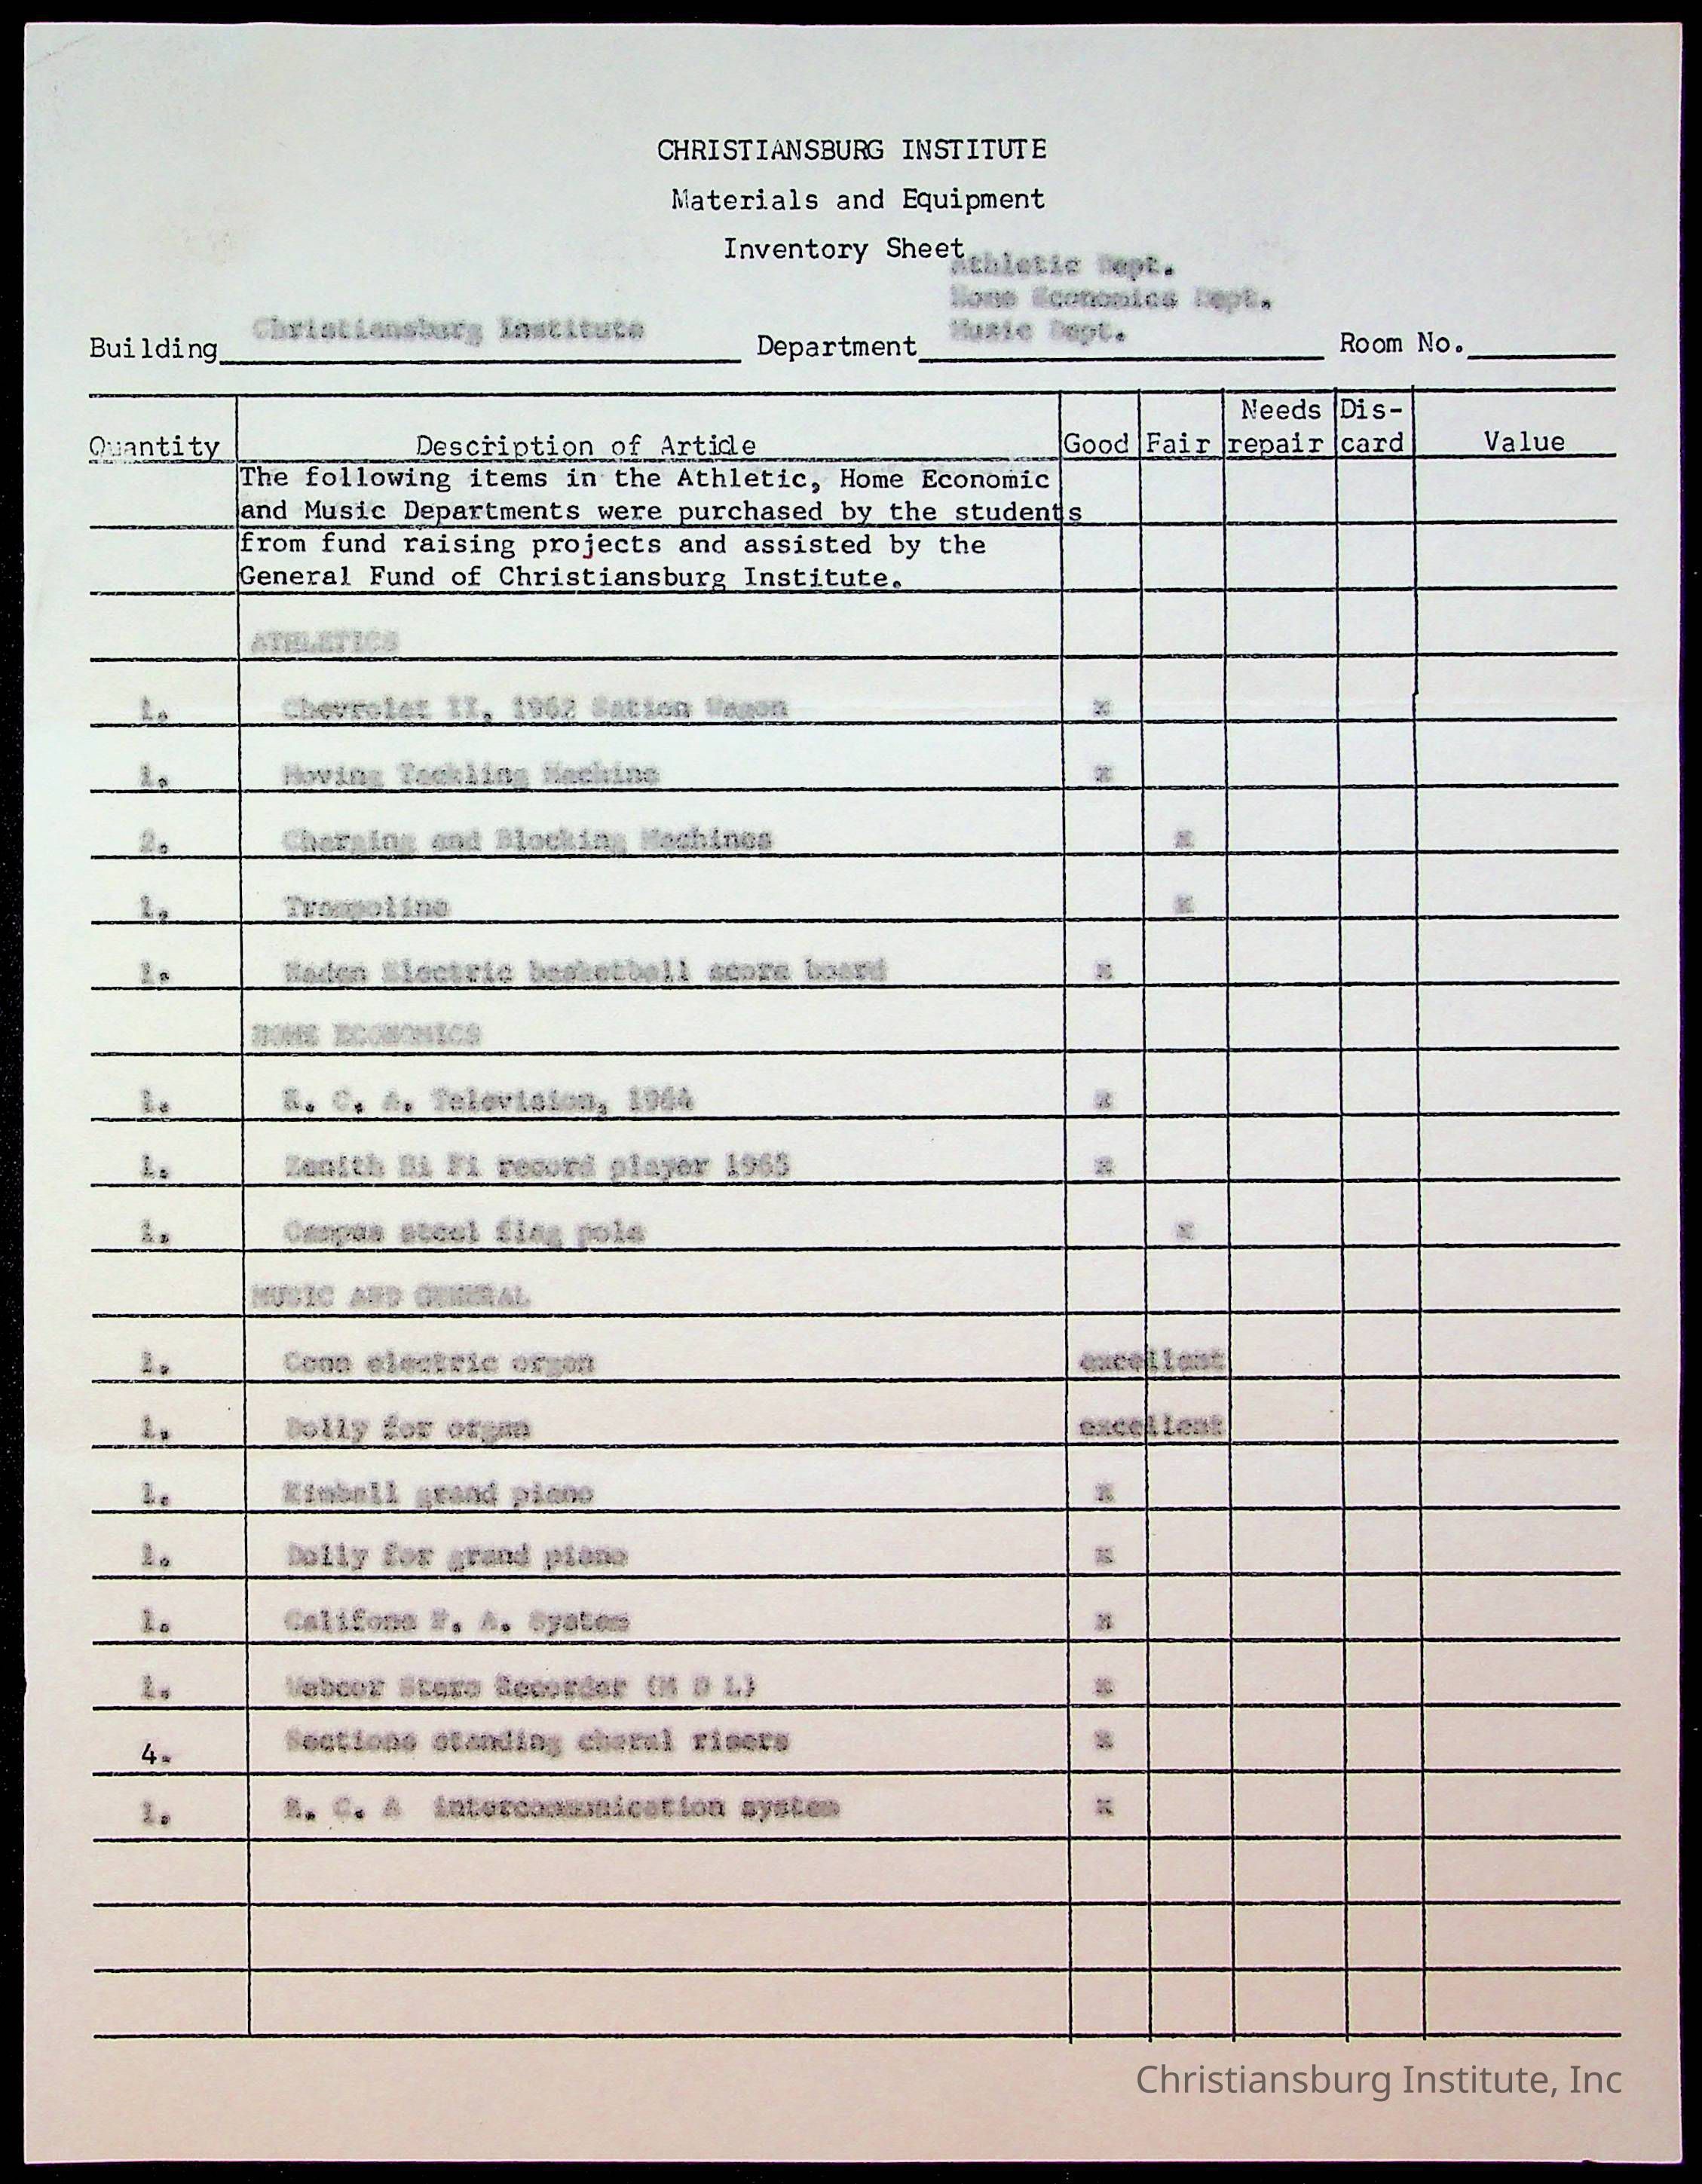 CHRISTIANSBURG INSTITUTE
Materials and Equipment
Inventory Sheet
Athletic Dept.
Home Economics Dept.
Music Dept.
Building Christiansburg Institute Department Room No.
Quantity Description of Article Good Fair Needs repair Dis-card Value
The following items in the Athletic, Home Economic
and Music Departments were purchased by the students
from fund raising projects and assisted by the
General Fund of Christiansburg Institute.
ATHLETICS
1. Chevrolet II, 1962 Sation Wagon x
1. Moving Tackling Machine x
2. Charging and Blocking Machines x
1. Trampoline x
1. Electric basketball score board x
HOME ECONOMICS
1. R. C. A. Television, 1964 x
1. Zenith Hi Fi record player 1965 x
1. Campus steel flag pole x
MUSIC AND GENERAL
1. Conn electric organ excellent
1. Dolly for organ excellent
1. Kimball grand piano x
1. Dolly for grand piano x
1. Califone P. A. System x
1. Webcor Stero Recorder x
4. Sections standing choral risers x
1. R. C. A intercommunication system x
Christiansburg Institute, Inc